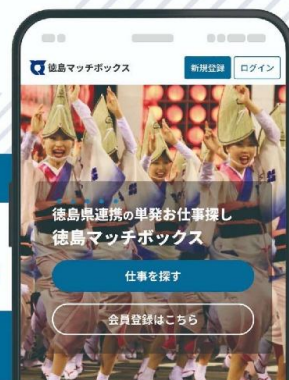 徳島マッチボックス
新規登録
ログイン
徳島県連携の単発お仕事探し
徳島マッチボックス
仕事を探す
会員登録はこちら